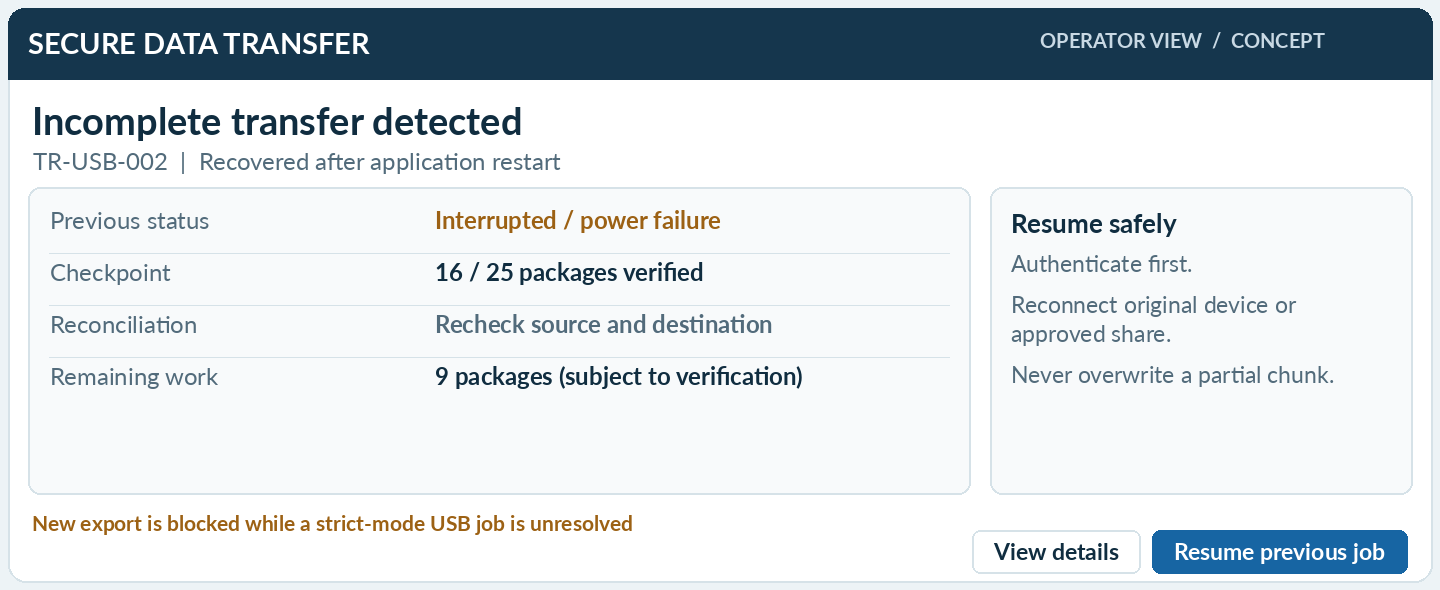 SECURE DATA TRANSFER
OPERATOR VIEW / CONCEPT
Incomplete transfer detected
TR-USB-002 | Recovered after application restart
Previous status Interrupted / power failure
Checkpoint 16 / 25 packages verified
Reconciliation Recheck source and destination
Remaining work 9 packages (subject to verification)
Resume safely
Authenticate first.
Reconnect original device or
approved share.
Never overwrite a partial chunk.
New export is blocked while a strict-mode USB job is unresolved
View details
Resume previous job